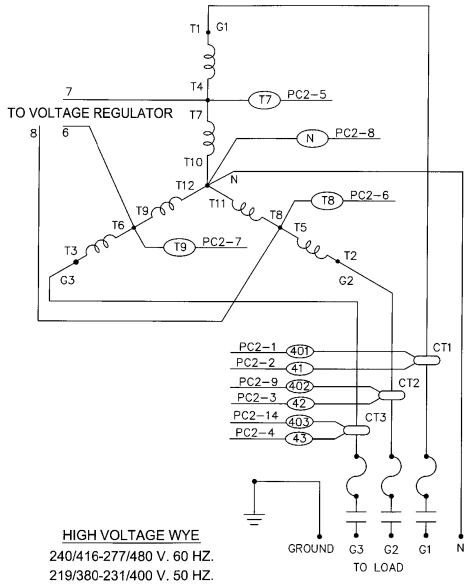 T1 G1
T4
7
T7 PC2-5
TO VOLTAGE REGULATOR
T7
8 6
N PC2-8
T10
T12 N
T9 T11
T8 PC2-6
T6 T8
T5
T3
T9 PC2-7
T2
G3
G2
PC2-1 401 CT1
PC2-2 41
PC2-9 402 CT2
PC2-3 42
PC2-14 403 CT3
PC2-4 43
GROUND G3 G2 G1 N
TO LOAD
HIGH VOLTAGE WYE
240/416-277/480 V. 60 HZ.
219/380-231/400 V. 50 HZ.